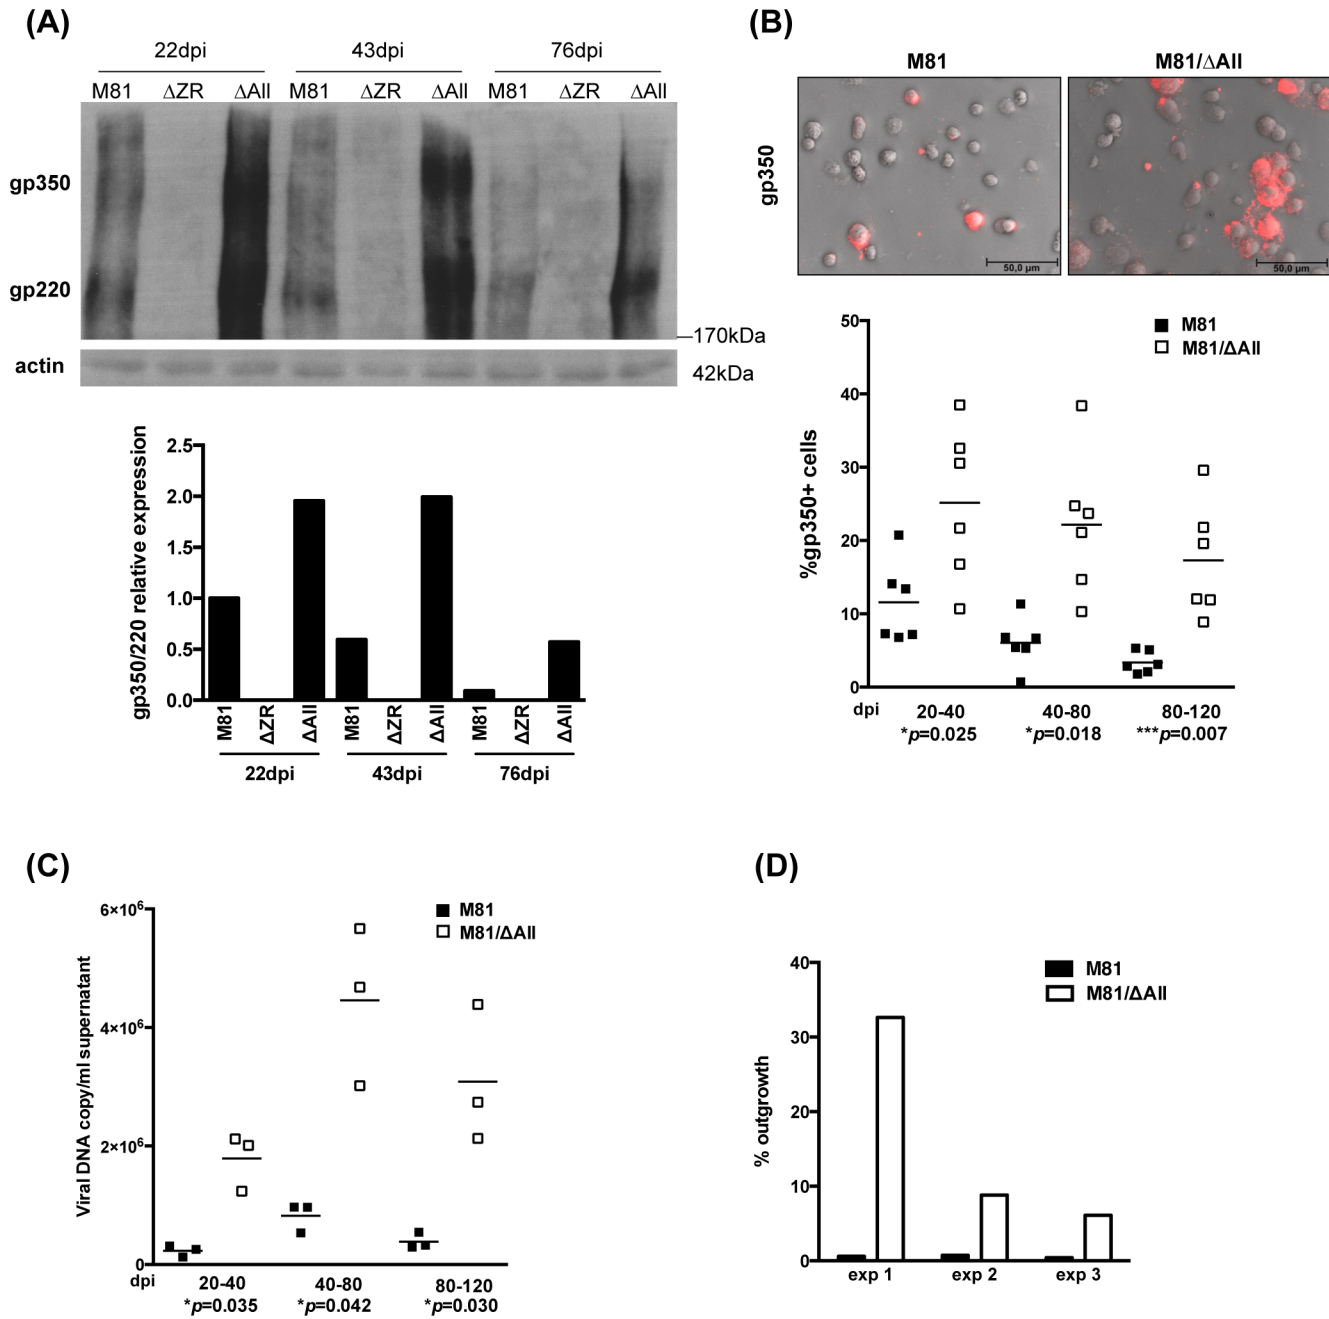 (A)
22dpi 43dpi 76dpi
M81 ΔZR ΔAll M81 ΔZR ΔAll M81 ΔZR ΔAll
gp350
gp220
170kDa
actin
42kDa
gp350/220 relative expression
2.5
2.0
1.5
1.0
0.5
0.0
M81 ΔZR ΔAll M81 ΔZR ΔAll M81 ΔZR ΔAll
22dpi 43dpi 76dpi
(B)
M81 M81/ΔAll
gp350
50,0 µm 50,0 µm
M81
M81/ΔAll
%gp350+ cells
50
40
30
20
10
0
dpi 20-40 40-80 80-120
*p=0.025 *p=0.018 ***p=0.007
(C)
M81
M81/ΔAll
Viral DNA copy/ml supernatant
6×10⁶
4×10⁶
2×10⁶
0
dpi 20-40 40-80 80-120
*p=0.035 *p=0.042 *p=0.030
(D)
M81
M81/ΔAll
% outgrowth
40
30
20
10
0
exp 1 exp 2 exp 3